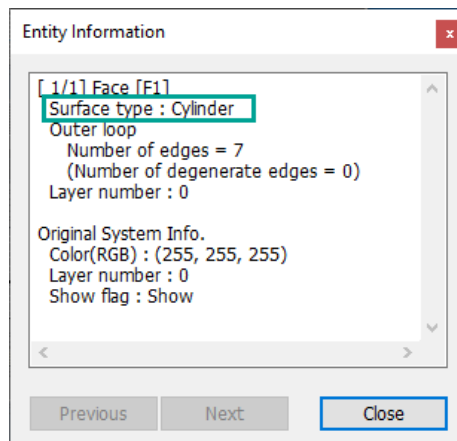 Entity Information
x
[ 1/1] Face [F1]
Surface type : Cylinder
Outer loop
Number of edges = 7
(Number of degenerate edges = 0)
Layer number : 0
Original System Info.
Color(RGB) : (255, 255, 255)
Layer number : 0
Show flag : Show
Previous Next Close